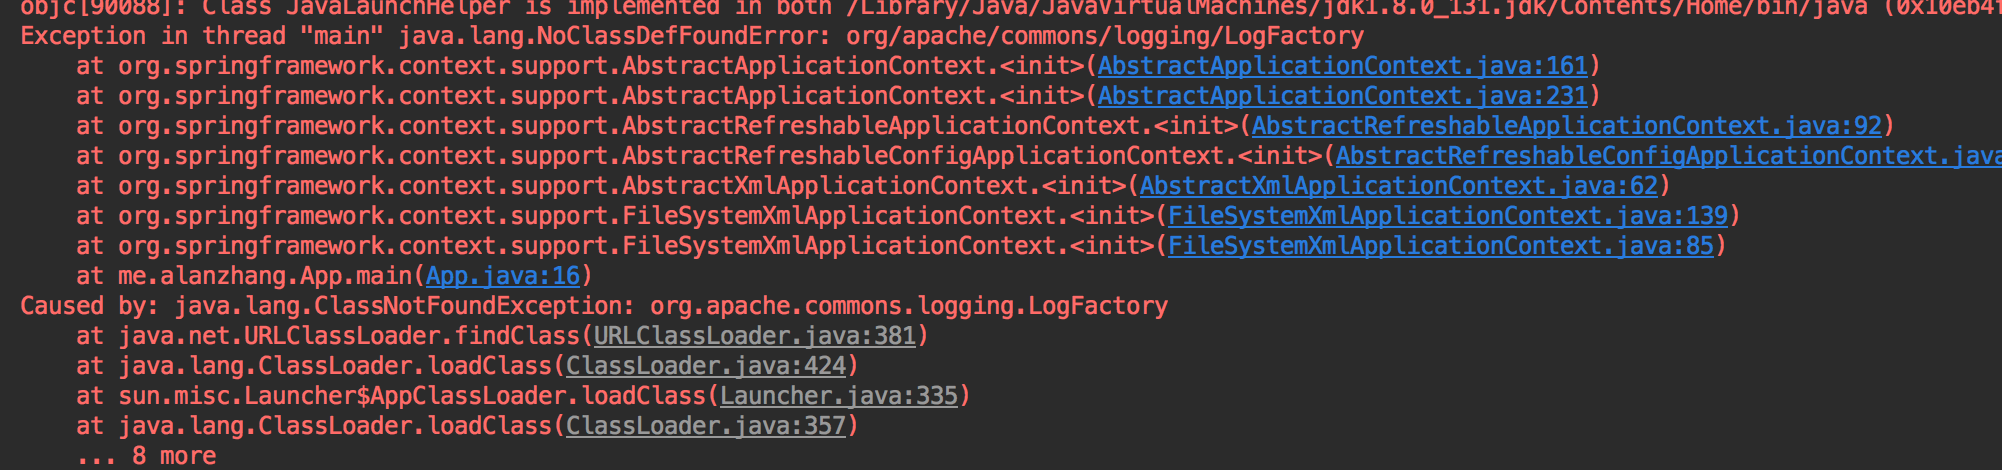 objc[90088]: Class JavaLaunchHelper is implemented in both /Library/Java/JavaVirtualMachines/jdk1.8.0_131.jdk/Contents/Home/bin/java (0x10eb4f
Exception in thread "main" java.lang.NoClassDefFoundError: org/apache/commons/logging/LogFactory
    at org.springframework.context.support.AbstractApplicationContext.<init>(AbstractApplicationContext.java:161)
    at org.springframework.context.support.AbstractApplicationContext.<init>(AbstractApplicationContext.java:231)
    at org.springframework.context.support.AbstractRefreshableApplicationContext.<init>(AbstractRefreshableApplicationContext.java:92)
    at org.springframework.context.support.AbstractRefreshableConfigApplicationContext.<init>(AbstractRefreshableConfigApplicationContext.java
    at org.springframework.context.support.AbstractXmlApplicationContext.<init>(AbstractXmlApplicationContext.java:62)
    at org.springframework.context.support.FileSystemXmlApplicationContext.<init>(FileSystemXmlApplicationContext.java:139)
    at org.springframework.context.support.FileSystemXmlApplicationContext.<init>(FileSystemXmlApplicationContext.java:85)
    at me.alanzhang.App.main(App.java:16)
Caused by: java.lang.ClassNotFoundException: org.apache.commons.logging.LogFactory
    at java.net.URLClassLoader.findClass(URLClassLoader.java:381)
    at java.lang.ClassLoader.loadClass(ClassLoader.java:424)
    at sun.misc.Launcher$AppClassLoader.loadClass(Launcher.java:335)
    at java.lang.ClassLoader.loadClass(ClassLoader.java:357)
    ... 8 more